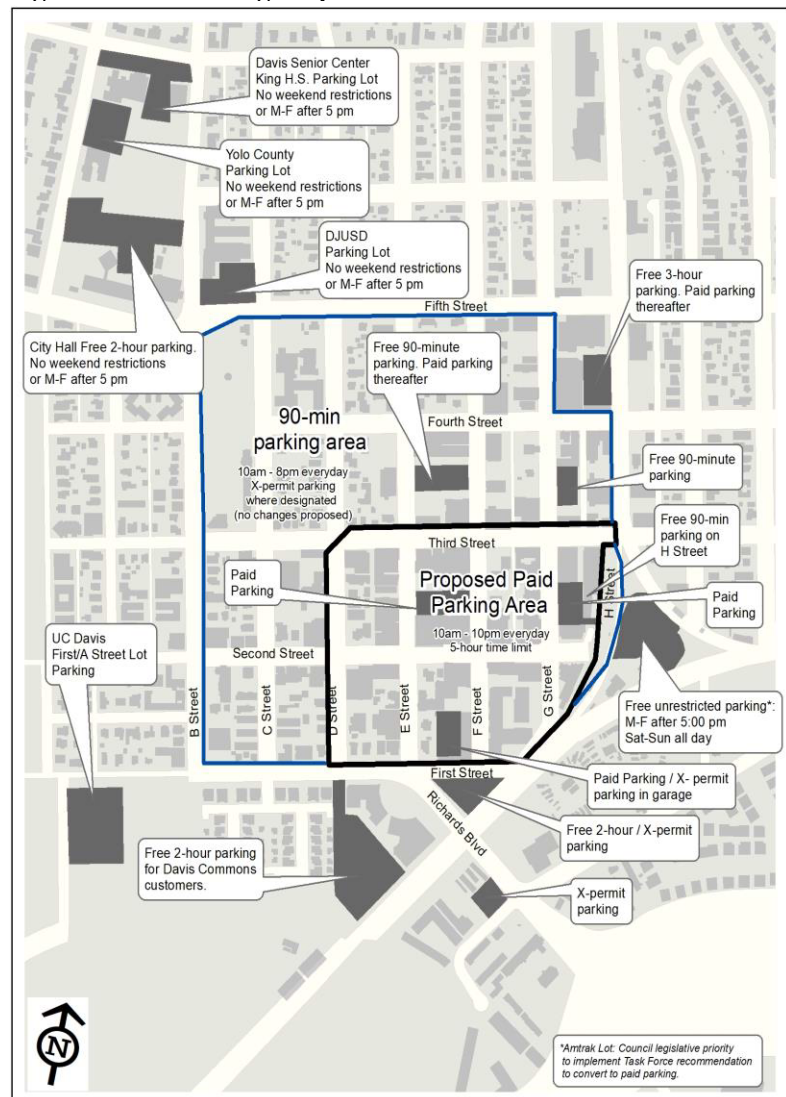 Davis Senior Center
King H.S. Parking Lot
No weekend restrictions
or M-F after 5 pm
Yolo County
Parking Lot
No weekend restrictions
or M-F after 5 pm
DJUSD
Parking Lot
No weekend restrictions
or M-F after 5 pm
Free 3-hour
parking. Paid parking
thereafter
Fifth Street
City Hall Free 2-hour parking.
No weekend restrictions
or M-F after 5 pm
Free 90-minute
parking. Paid parking
thereafter
90-min
parking area
10am - 8pm everyday
X-permit parking
where designated
(no changes proposed)
Fourth Street
Free 90-minute
parking
Free 90-min
parking on
H Street
Third Street
Paid
Parking
Proposed Paid
Parking Area
10am - 10pm everyday
5-hour time limit
H Street
Paid
Parking
UC Davis
First/A Street Lot
Parking
Second Street
B Street
C Street
D Street
E Street
F Street
G Street
Free unrestricted parking*:
M-F after 5:00 pm
Sat-Sun all day
First Street
Paid Parking / X- permit
parking in garage
Richards Blvd
Free 2-hour / X-permit
parking
Free 2-hour parking
for Davis Commons
customers.
X-permit
parking
N
*Amtrak Lot: Council legislative priority
to implement Task Force recommendation
to convert to paid parking.